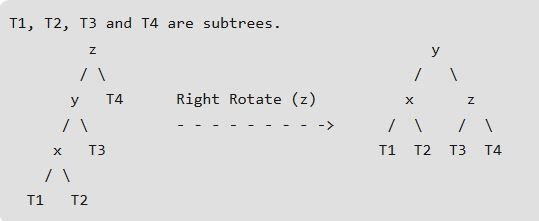 T1, T2, T3 and T4 are subtrees.
         z                                      y
        / \                                   /   \
       y   T4      Right Rotate (z)          x      z
      / \          - - - - - - - - ->      /  \    /  \
     x   T3                               T1  T2  T3  T4
    / \
  T1   T2